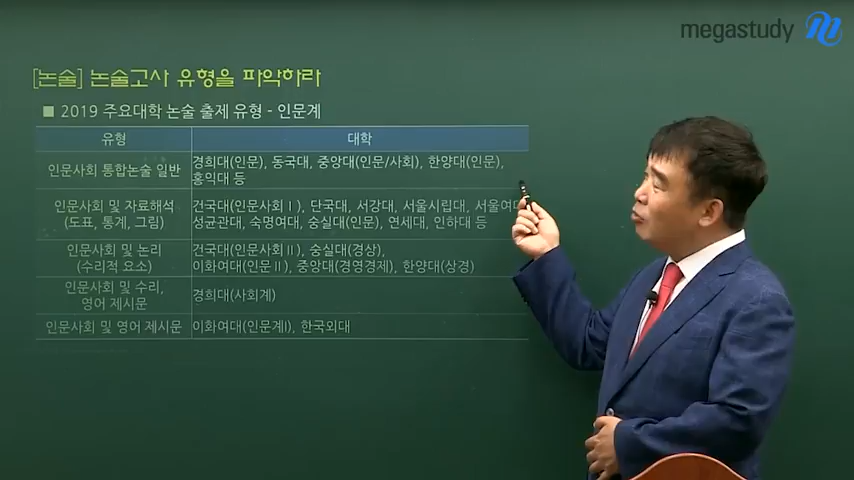 megastudy
[논술] 논술고사 유형을 파악하라
■ 2019 주요대학 논술 출제 유형 - 인문계
유형 대학
인문사회 통합논술 일반
경희대(인문), 동국대, 중앙대(인문/사회), 한양대(인문),
홍익대 등
인문사회 및 자료해석
(도표, 통계, 그림)
건국대(인문사회Ⅰ), 단국대, 서강대, 서울시립대, 서울여대
성균관대, 숙명여대, 숭실대(인문), 연세대, 인하대 등
인문사회 및 논리
(수리적 요소)
건국대(인문사회Ⅱ), 숭실대(경상),
이화여대(인문Ⅱ), 중앙대(경영경제), 한양대(상경)
인문사회 및 수리,
영어 제시문
경희대(사회계)
인문사회 및 영어 제시문 이화여대(인문계Ⅰ), 한국외대